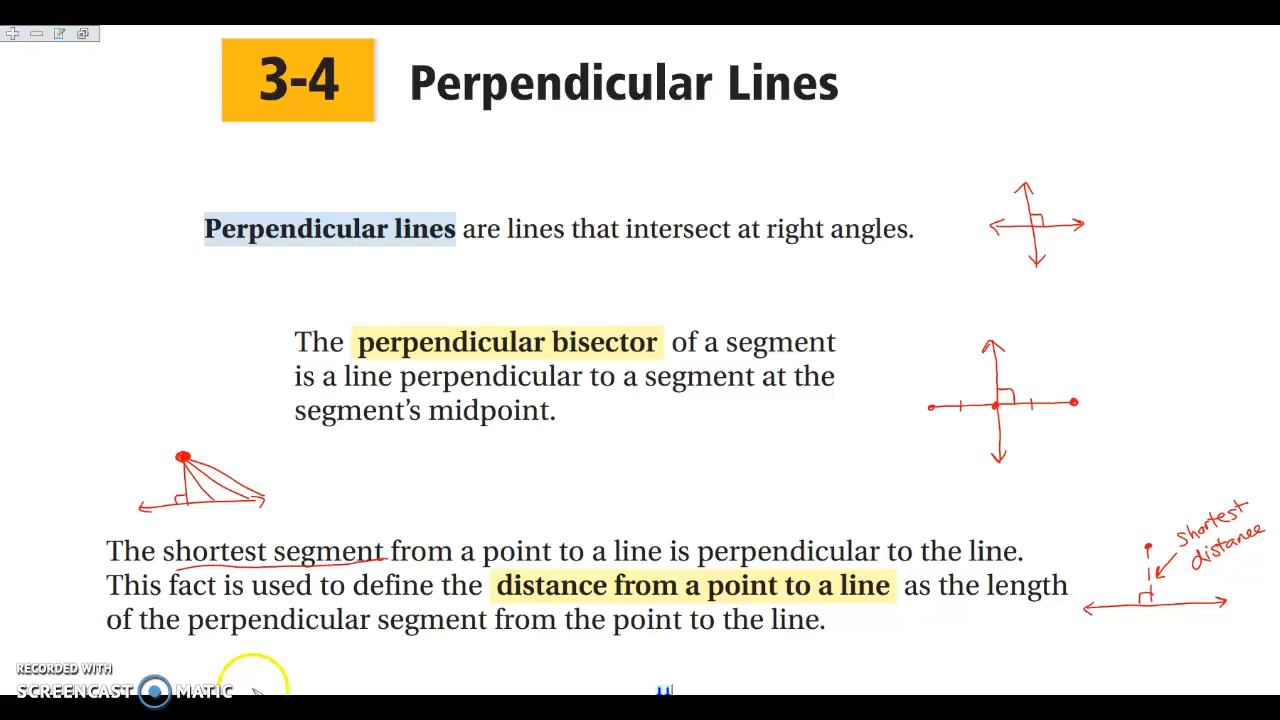 3-4 Perpendicular Lines
Perpendicular lines are lines that intersect at right angles.
The perpendicular bisector of a segment
is a line perpendicular to a segment at the
segment's midpoint.
shortest
distance
The shortest segment from a point to a line is perpendicular to the line.
This fact is used to define the distance from a point to a line as the length
of the perpendicular segment from the point to the line.
RECORDED WITH
SCREENCAST MATIC